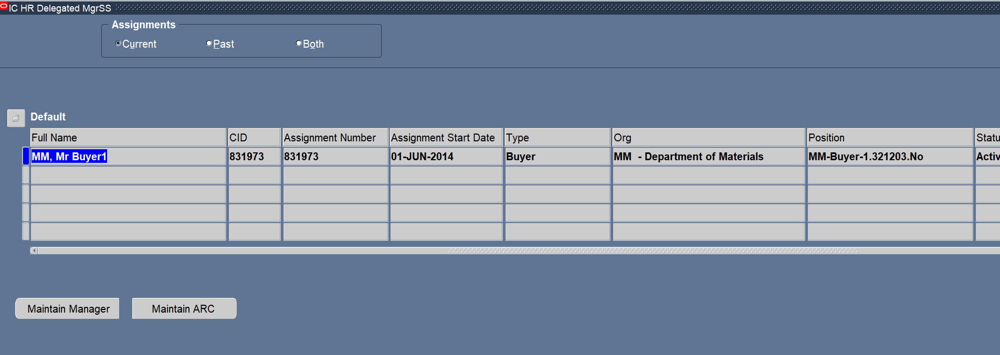 IC HR Delegated MgrSS
Assignments
Current Past Both
Default
Full Name CID Assignment Number Assignment Start Date Type Org Position Statu
MM, Mr Buyer1 831973 831973 01-JUN-2014 Buyer MM - Department of Materials MM-Buyer-1.321203.No Activ
Maintain Manager Maintain ARC